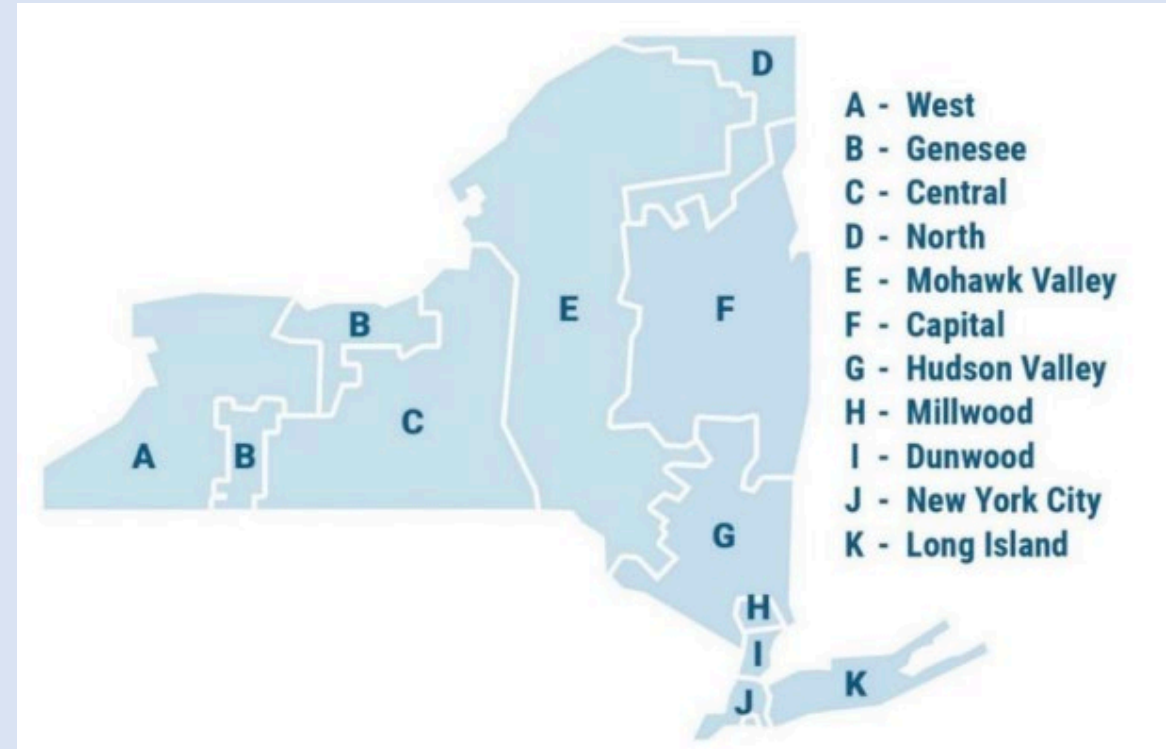 D
A - West
B - Genesee
C - Central
D - North
E - Mohawk Valley
F - Capital
G - Hudson Valley
H - Millwood
I - Dunwood
J - New York City
K - Long Island
B
E
F
A
B
C
G
H
I
J
K